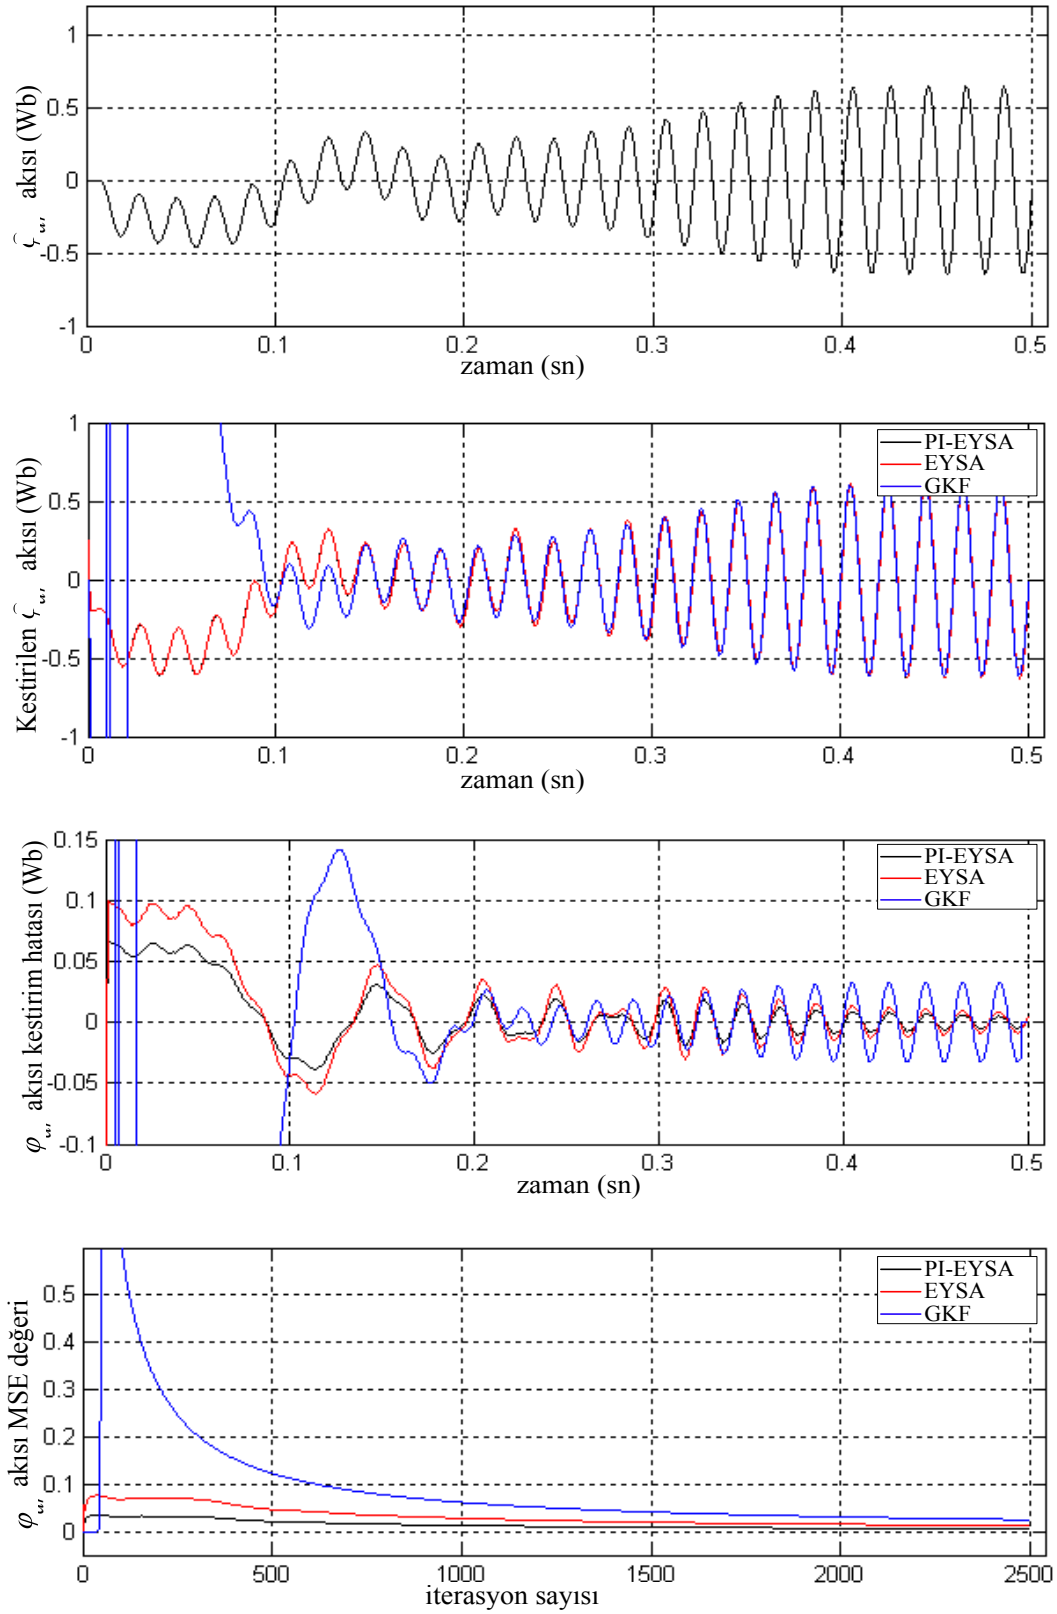 1
0.5
0
-0.5
-1
akısı (Wb)
0 0.1 0.2 0.3 0.4 0.5
zaman (sn)
1
0.5
0
-0.5
-1
Kestirilen akısı (Wb)
PI-EYSA
EYSA
GKF
0 0.1 0.2 0.3 0.4 0.5
zaman (sn)
0.15
0.1
0.05
0
-0.05
-0.1
akısı kestirim hatası (Wb)
PI-EYSA
EYSA
GKF
0 0.1 0.2 0.3 0.4 0.5
zaman (sn)
0.5
0.4
0.3
0.2
0.1
0
akısı MSE değeri
PI-EYSA
EYSA
GKF
0 500 1000 1500 2000 2500
iterasyon sayısı